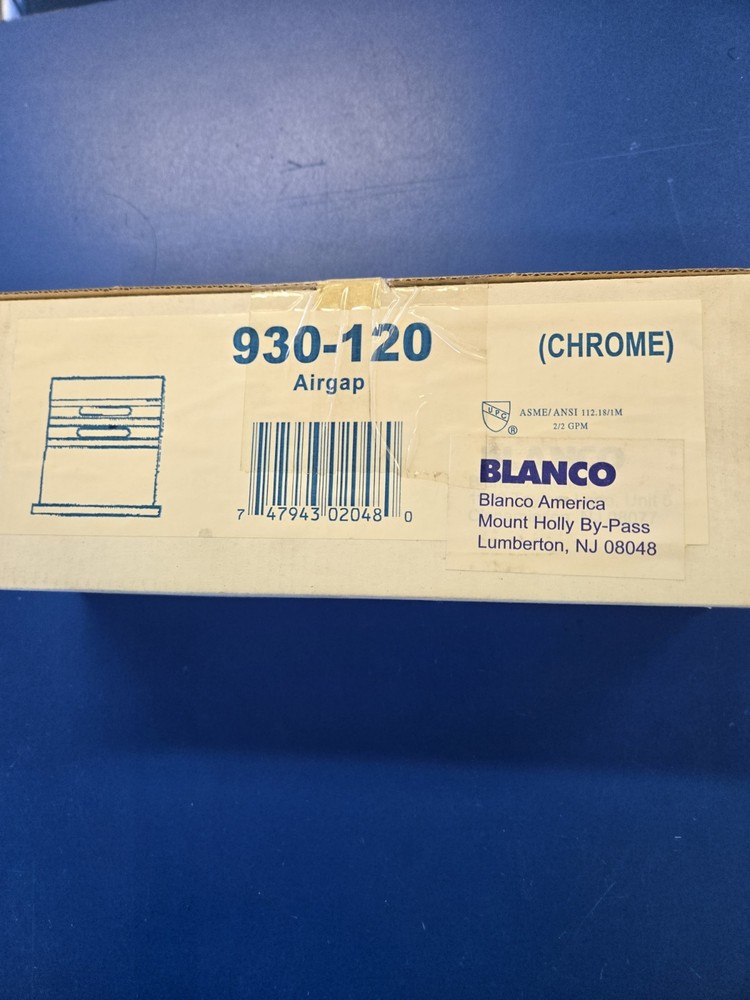 930-120
(CHROME)
Airgap
UPC
®
ASME/ANSI 112.18/1M
2/2 GPM
7 47943 02048 0
BLANCO
Blanco America
Mount Holly By-Pass
Lumberton, NJ 08048